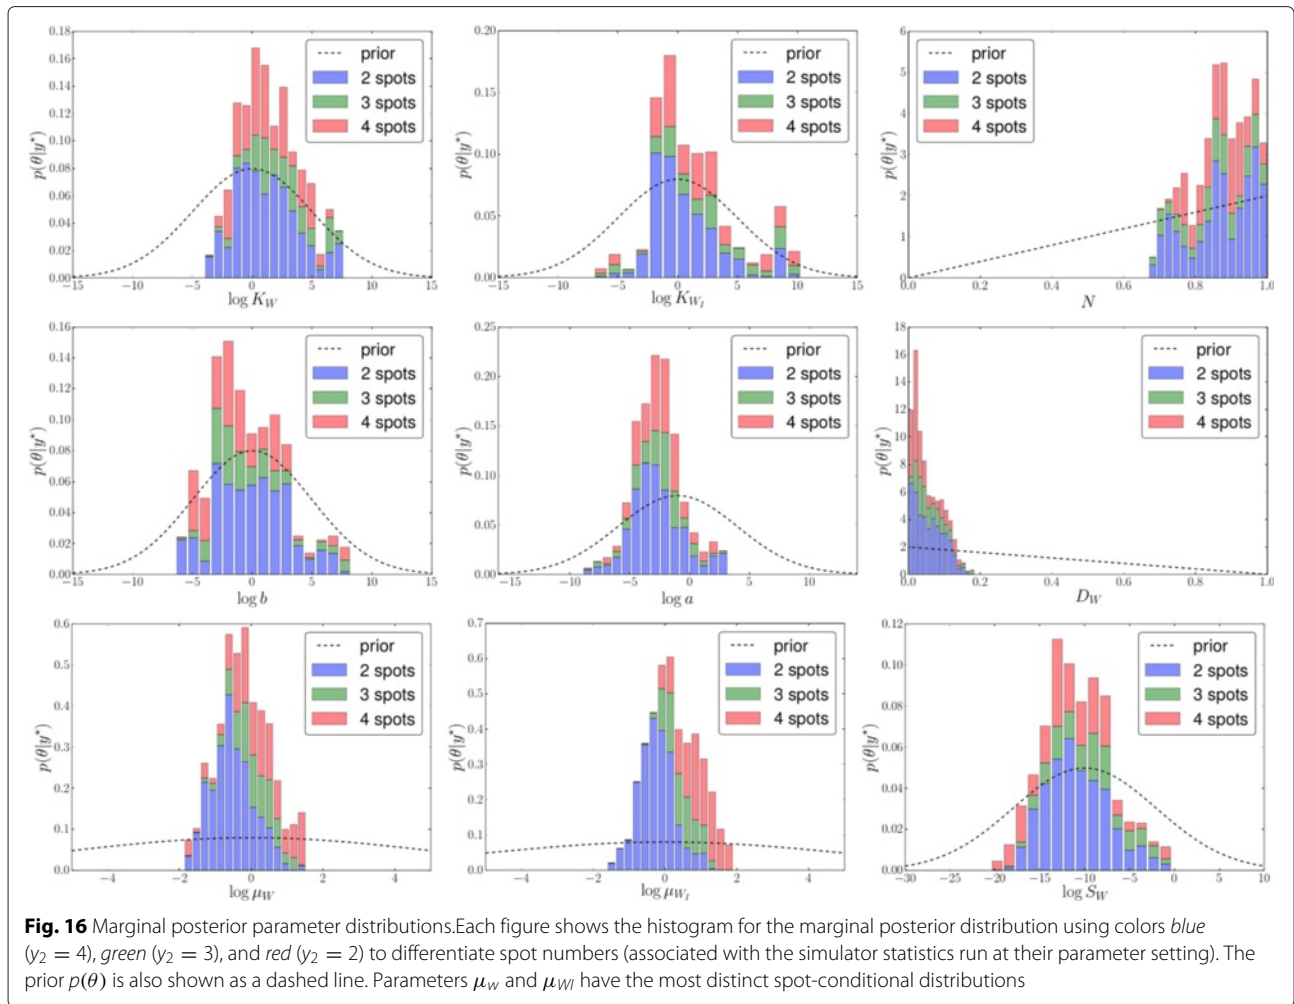 0.18
0.16
0.14
0.12
0.10
0.08
0.06
0.04
0.02
0.00
p(θ|y*)
prior
2 spots
3 spots
4 spots
−15 −10 −5 0 5 10 15
log K_W
0.20
0.15
0.10
0.05
0.00
p(θ|y*)
prior
2 spots
3 spots
4 spots
−15 −10 −5 0 5 10 15
log K_{W_I}
6
5
4
3
2
1
0
p(θ|y*)
prior
2 spots
3 spots
4 spots
0.0 0.2 0.4 0.6 0.8 1.0
N
0.16
0.14
0.12
0.10
0.08
0.06
0.04
0.02
0.00
p(θ|y*)
prior
2 spots
3 spots
4 spots
−15 −10 −5 0 5 10 15
log b
0.25
0.20
0.15
0.10
0.05
0.00
p(θ|y*)
prior
2 spots
3 spots
4 spots
−15 −10 −5 0 5 10
log a
18
16
14
12
10
8
6
4
2
0
p(θ|y*)
prior
2 spots
3 spots
4 spots
0.0 0.2 0.4 0.6 0.8 1.0
D_W
0.6
0.5
0.4
0.3
0.2
0.1
0.0
p(θ|y*)
prior
2 spots
3 spots
4 spots
−4 −2 0 2 4
log μ_W
0.7
0.6
0.5
0.4
0.3
0.2
0.1
0.0
p(θ|y*)
prior
2 spots
3 spots
4 spots
−4 −2 0 2 4
log μ_{W_I}
0.12
0.10
0.08
0.06
0.04
0.02
0.00
p(θ|y*)
prior
2 spots
3 spots
4 spots
−30 −25 −20 −15 −10 −5 0 5 10
log S_W
Fig. 16 Marginal posterior parameter distributions.Each figure shows the histogram for the marginal posterior distribution using colors blue
(y₂ = 4), green (y₂ = 3), and red (y₂ = 2) to differentiate spot numbers (associated with the simulator statistics run at their parameter setting). The
prior p(θ) is also shown as a dashed line. Parameters μ_w and μ_{WI} have the most distinct spot-conditional distributions